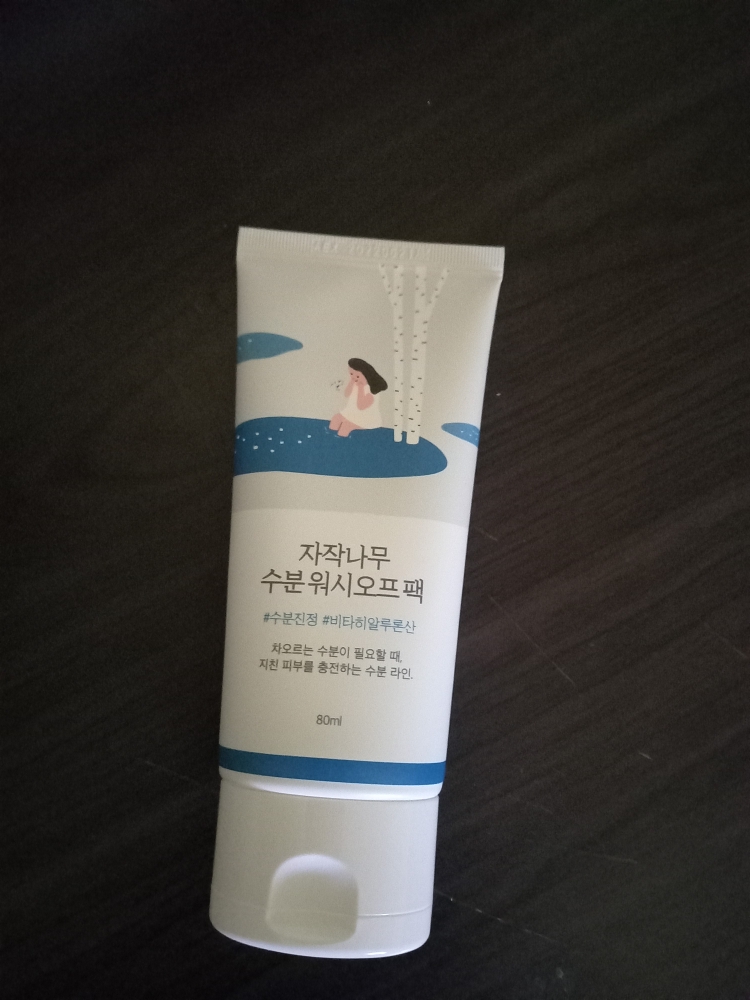 자작나무
수분 워시오프 팩
#수분진정 #비타히알루론산
차오르는 수분이 필요할 때,
지친 피부를 충전하는 수분 라인.
80ml